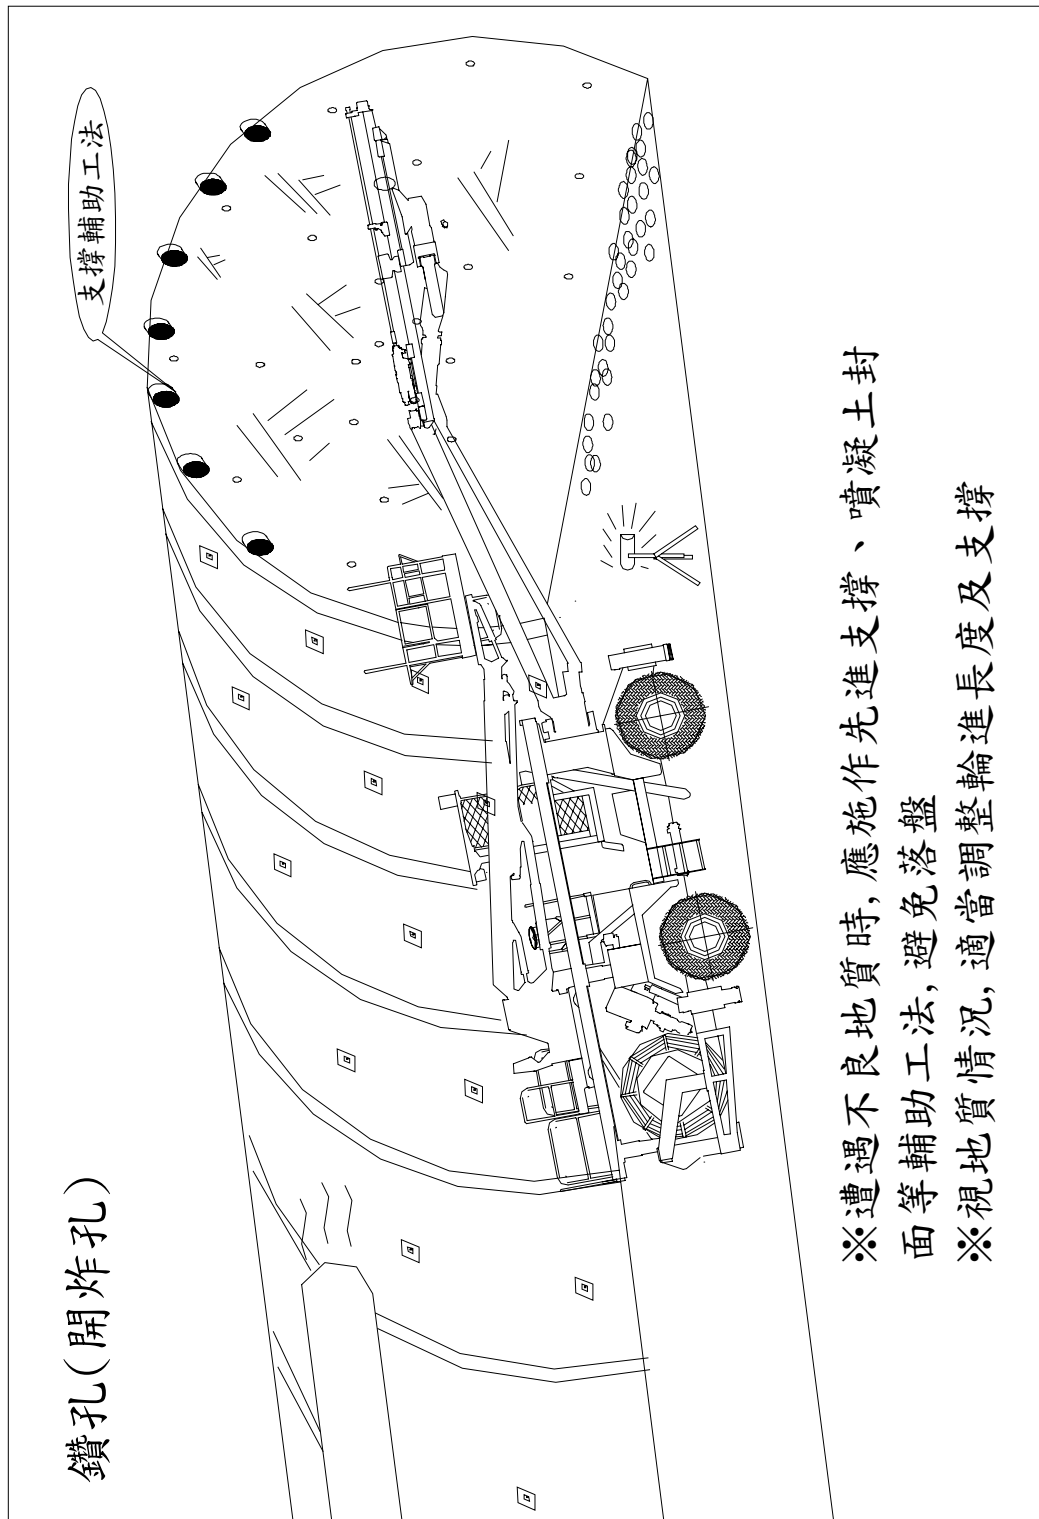 鑽孔(開炸孔)
支撐輔助工法
※遭遇不良地質時,應施作先進支撐、噴凝土封
面等輔助工法,避免落盤
※視地質情況,適當調整輪進長度及支撐